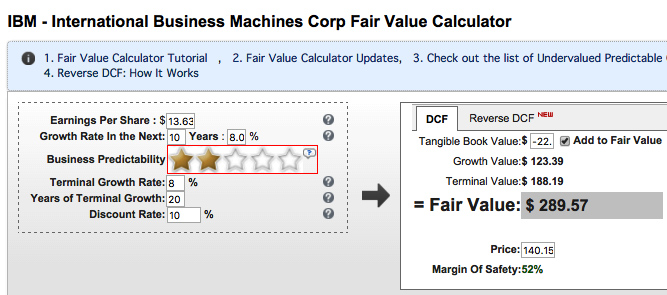 IBM - International Business Machines Corp Fair Value Calculator
1. Fair Value Calculator Tutorial , 2. Fair Value Calculator Updates, 3. Check out the list of Undervalued Predictable
4. Reverse DCF: How It Works
Earnings Per Share : $ 13.63
Growth Rate In the Next: 10 Years : 8.0 %
Business Predictability
Terminal Growth Rate: 8 %
Years of Terminal Growth: 20
Discount Rate: 10 %
DCF Reverse DCF NEW
Tangible Book Value:$ -22. Add to Fair Value
Growth Value:$ 123.39
Terminal Value:$ 188.19
= Fair Value: $ 289.57
Price: 140.15
Margin Of Safety:52%